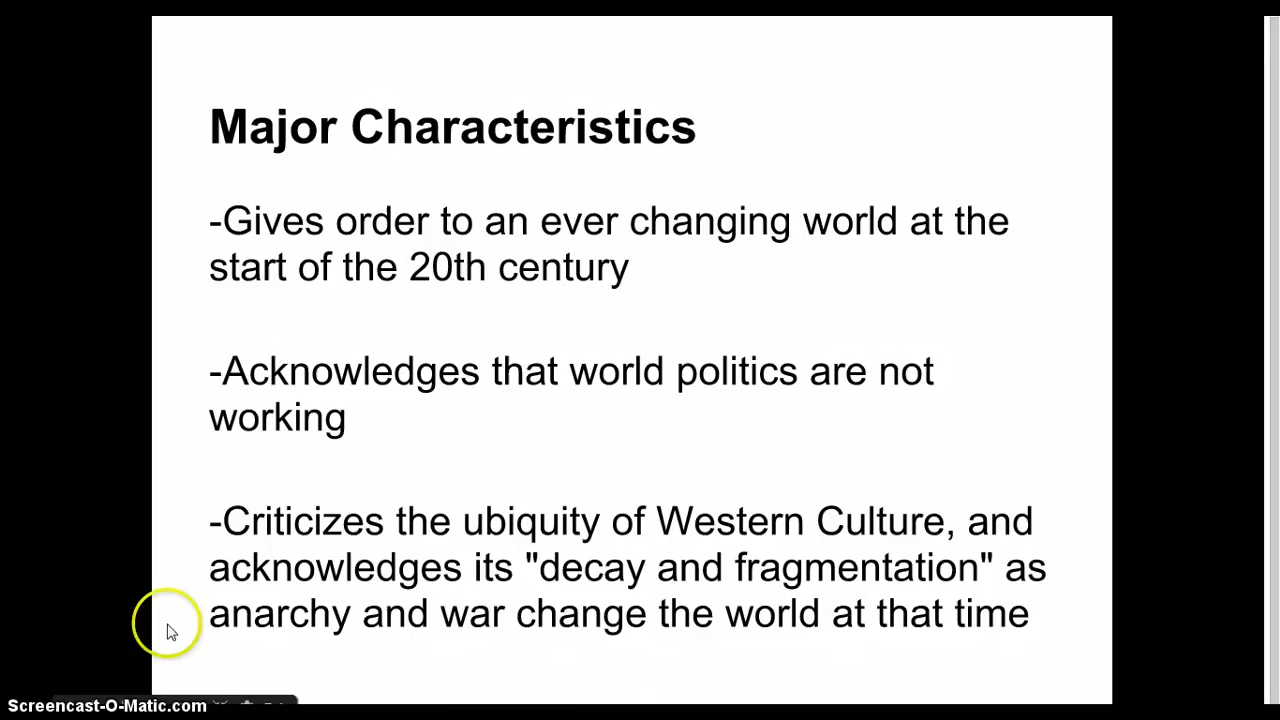 Major Characteristics
-Gives order to an ever changing world at the
start of the 20th century
-Acknowledges that world politics are not
working
-Criticizes the ubiquity of Western Culture, and
acknowledges its "decay and fragmentation" as
anarchy and war change the world at that time
Screencast-O-Matic.com